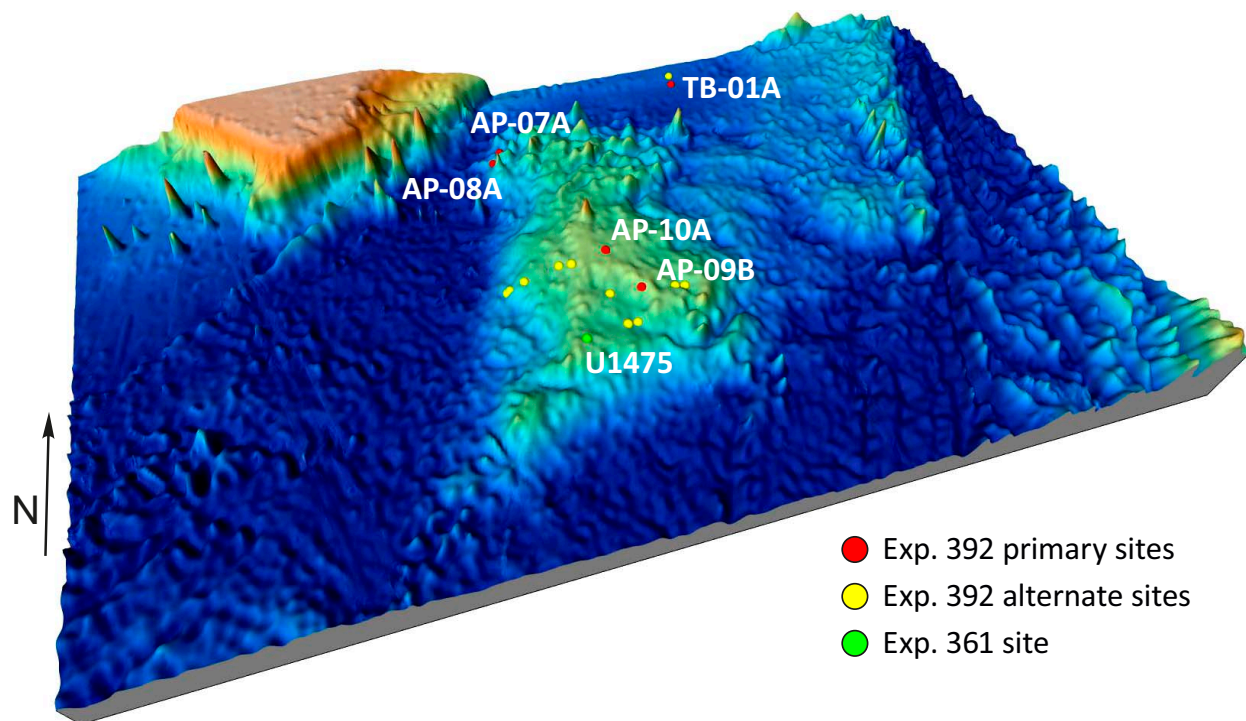 TB-01A
AP-07A
AP-08A
AP-10A
AP-09B
U1475
N
Exp. 392 primary sites
Exp. 392 alternate sites
Exp. 361 site